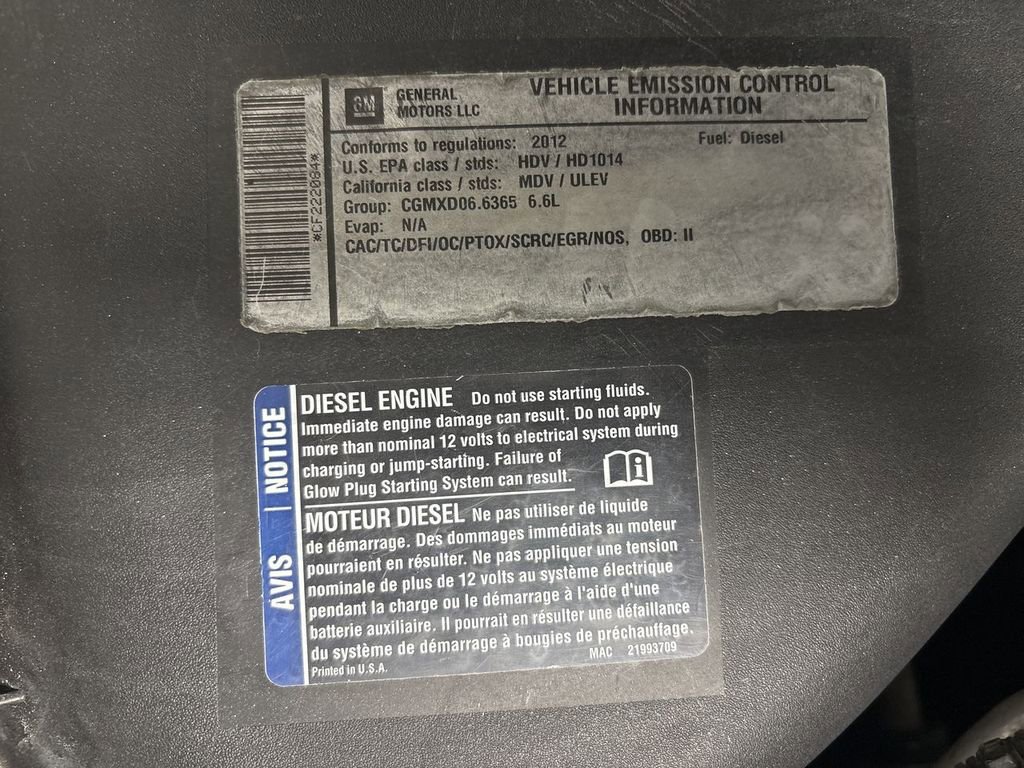 GM GENERAL MOTORS LLC
VEHICLE EMISSION CONTROL
INFORMATION
Conforms to regulations: 2012 Fuel: Diesel
U.S. EPA class / stds: HDV / HD1014
California class / stds: MDV / ULEV
Group: CGMXD06.6365 6.6L
Evap: N/A
CAC/TC/DFI/OC/PTOX/SCRC/EGR/NOS, OBD: II
*CF222084*
AVIS | NOTICE
DIESEL ENGINE Do not use starting fluids.
Immediate engine damage can result. Do not apply
more than nominal 12 volts to electrical system during
charging or jump-starting. Failure of
Glow Plug Starting System can result.
MOTEUR DIESEL Ne pas utiliser de liquide
de démarrage. Des dommages immédiats au moteur
pourraient en résulter. Ne pas appliquer une tension
nominale de plus de 12 volts au système électrique
pendant la charge ou le démarrage à l'aide d'une
batterie auxiliaire. Il pourrait en résulter une défaillance
du système de démarrage à bougies de préchauffage.
Printed in U.S.A. MAC 21993709